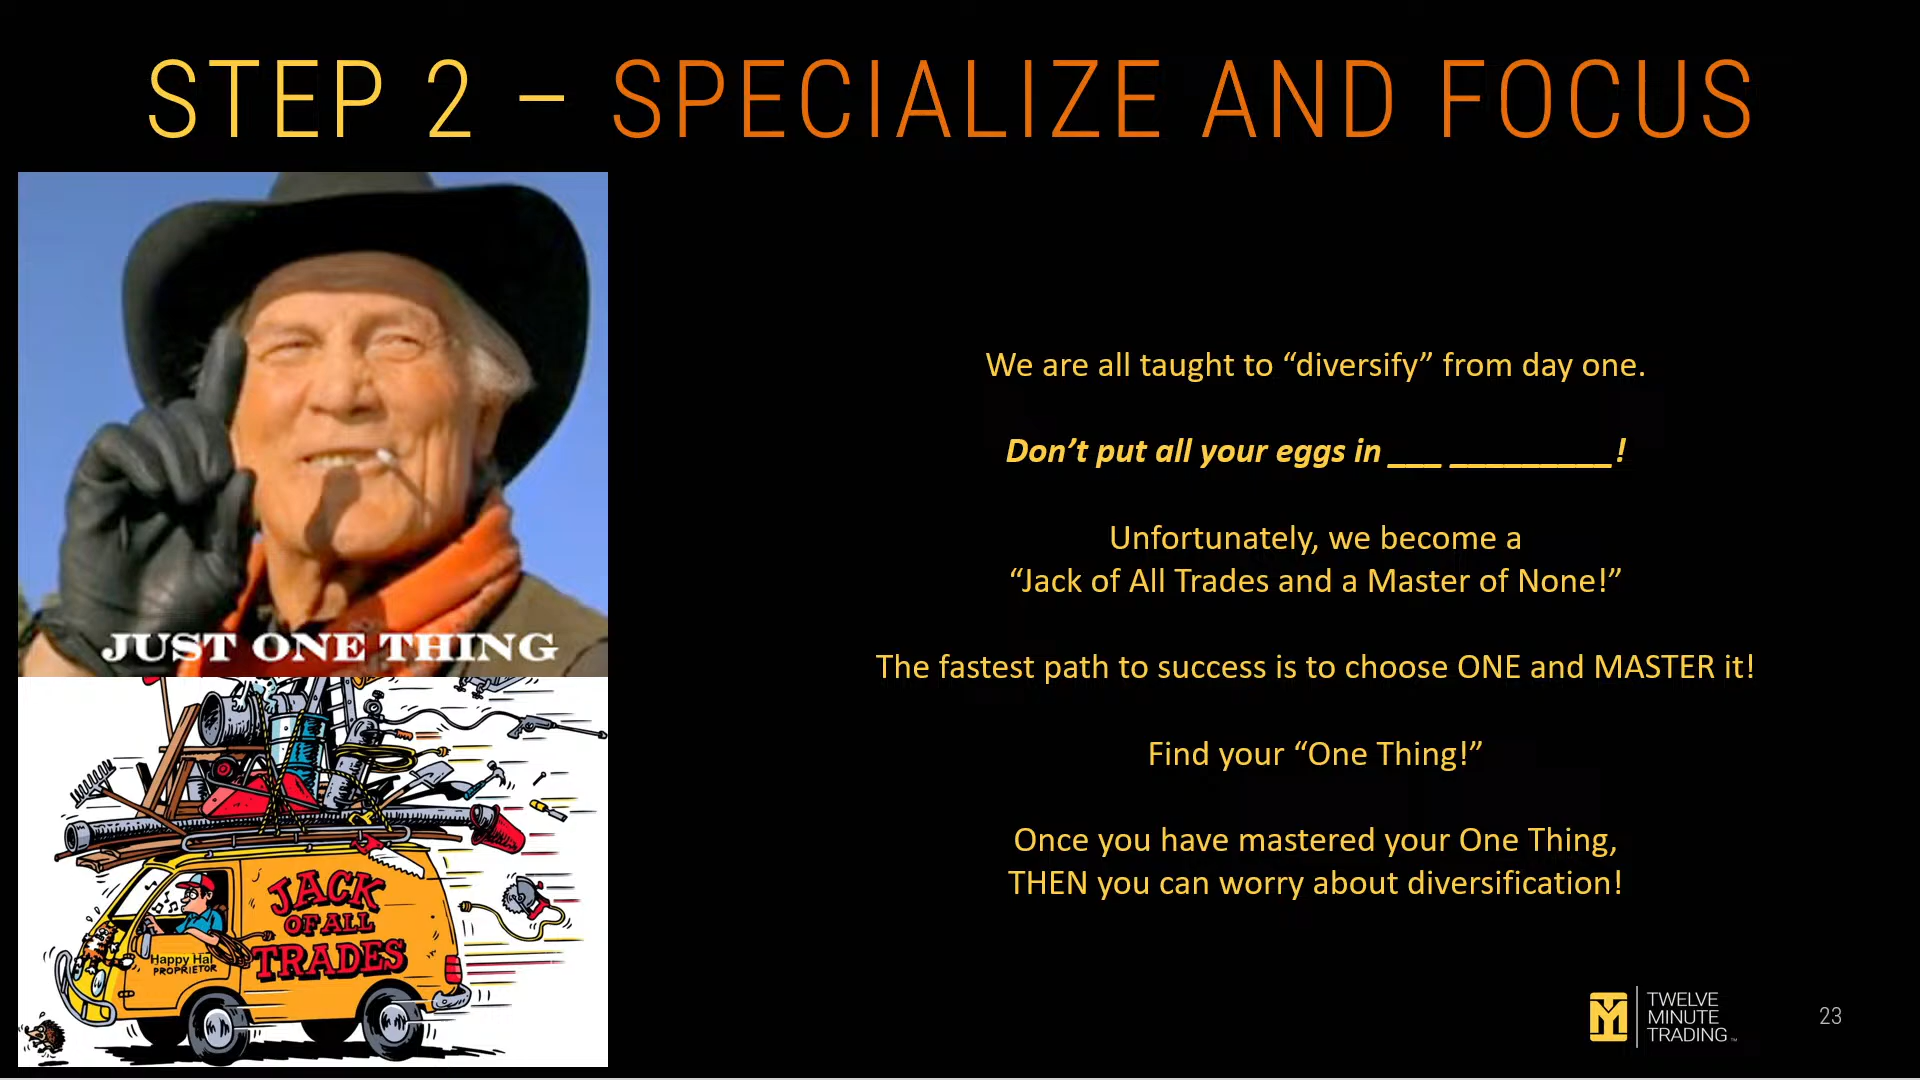 STEP 2 – SPECIALIZE AND FOCUS
JUST ONE THING
JACK
OF ALL
TRADES
Happy Hal
PROPRIETOR
We are all taught to “diversify” from day one.
Don’t put all your eggs in ___ _________!
Unfortunately, we become a
“Jack of All Trades and a Master of None!”
The fastest path to success is to choose ONE and MASTER it!
Find your “One Thing!”
Once you have mastered your One Thing,
THEN you can worry about diversification!
TWELVE
MINUTE
TRADING™
23